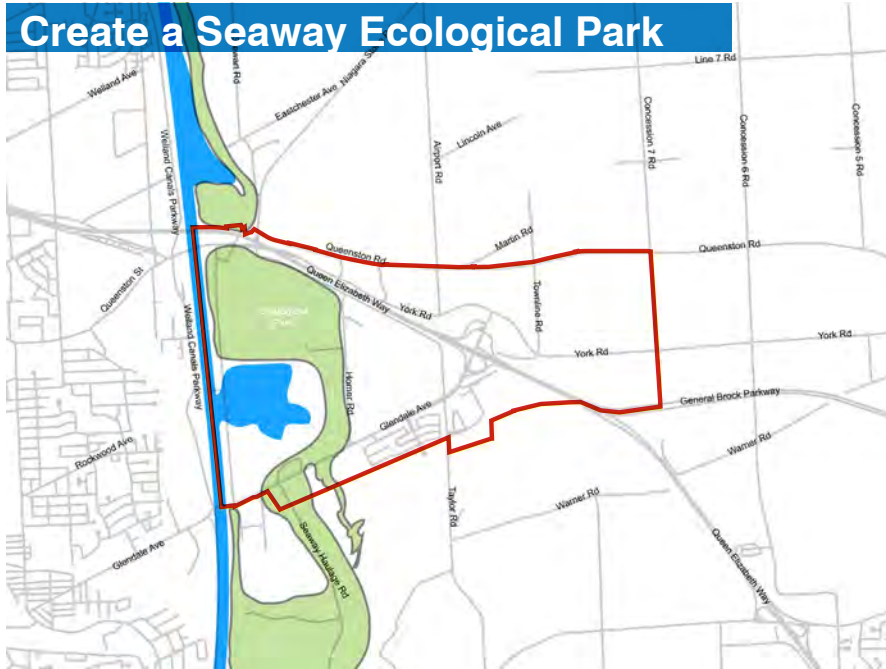 Create a Seaway Ecological Park
Line 7 Rd
Welland Ave
Eastchester Ave
Concession 7 Rd
Concession 6 Rd
Concession 5 Rd
Lincoln Ave
Airport Rd
Welland Canals Parkway
Martin Rd
Queenston Rd
Queenston Rd
Queenston St
Queen Elizabeth Way
York Rd
Townline Rd
Ecological
Park
Welland Canals Parkway
York Rd
York Rd
Homer Rd
General Brock Parkway
Glendale Ave
Rockwood Ave
Warner Rd
Taylor Rd
Warner Rd
Glendale Ave
Seaway Haulage Rd
Queen Elizabeth Way